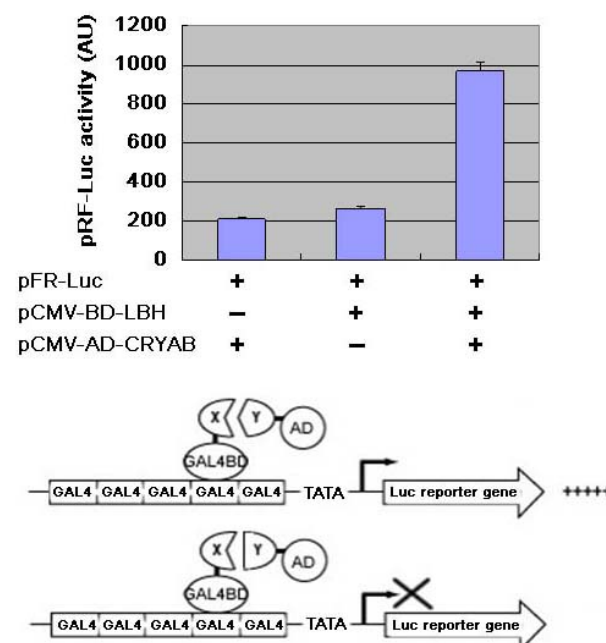 pRF-Luc activity (AU)
1200
1000
800
600
400
200
0
pFR-Luc + + +
pCMV-BD-LBH − + +
pCMV-AD-CRYAB + − +
X Y AD
GAL4BD
GAL4 GAL4 GAL4 GAL4 GAL4 TATA Luc reporter gene +++++
X Y AD
GAL4BD
GAL4 GAL4 GAL4 GAL4 GAL4 TATA Luc reporter gene